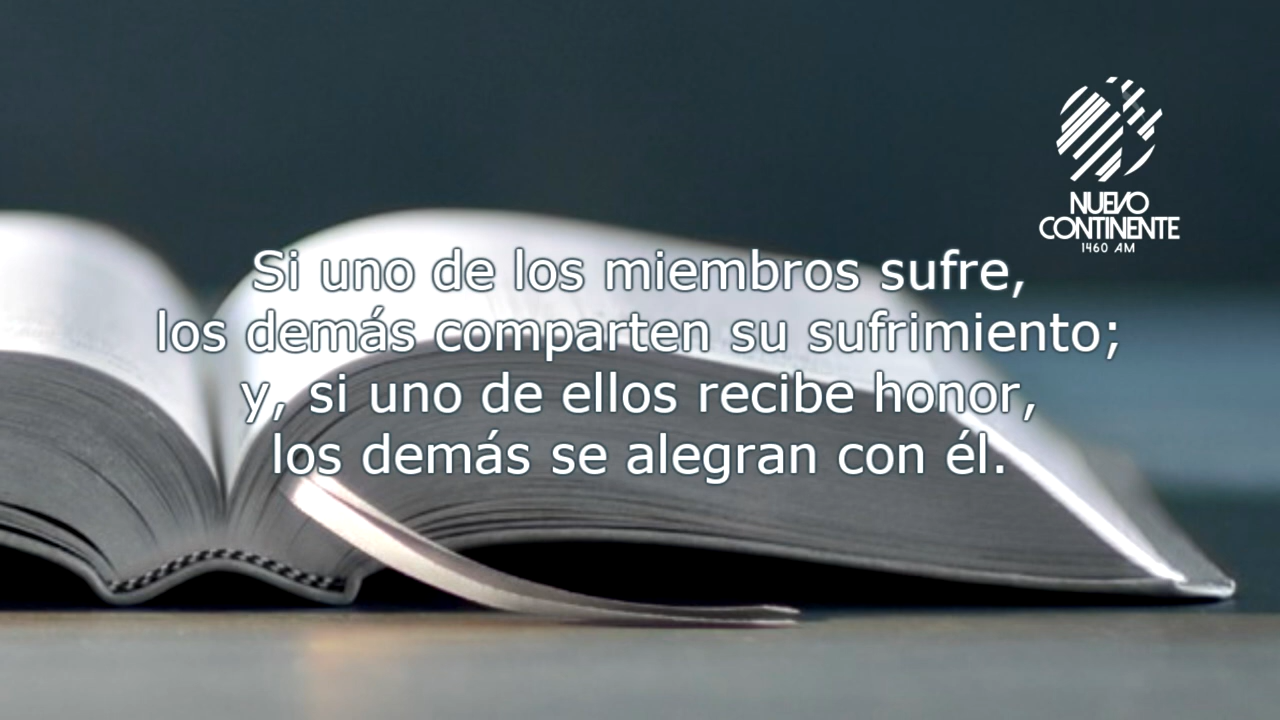 NUEVO
CONTINENTE
1460 AM
Si uno de los miembros sufre,
los demás comparten su sufrimiento;
y, si uno de ellos recibe honor,
los demás se alegran con él.